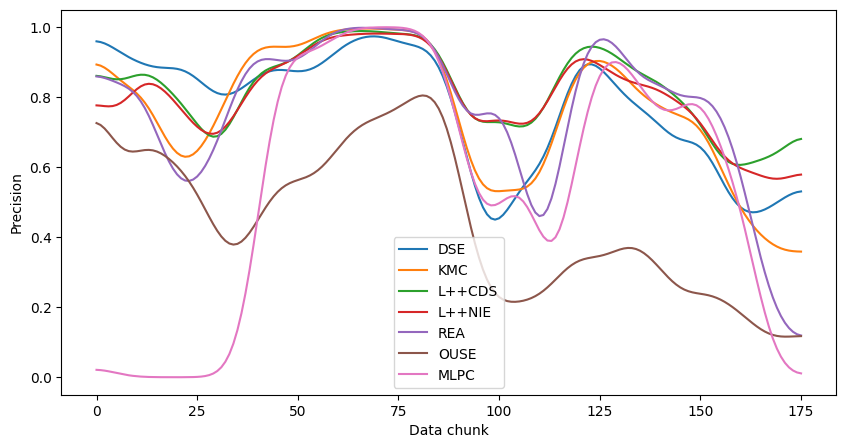 1.0
0.8
0.6
0.4
0.2
0.0
Precision
DSE
KMC
L++CDS
L++NIE
REA
OUSE
MLPC
0 25 50 75 100 125 150 175
Data chunk